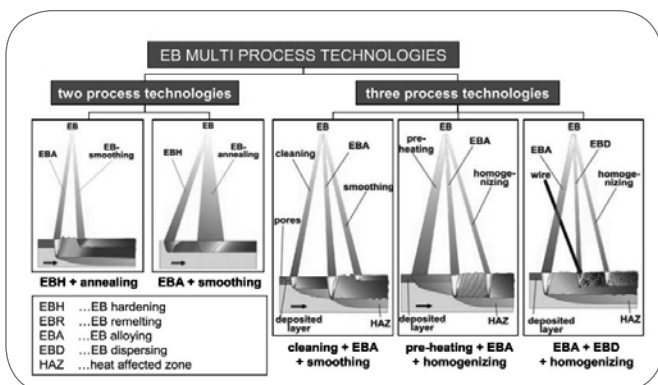 EB MULTI PROCESS TECHNOLOGIES
two process technologies
three process technologies
EB
EBA
EB-
smoothing
EBH + annealing
EB
EBH
EB-
annealing
EBA + smoothing
EB
cleaning
EBA
smoothing
pores
deposited
layer
HAZ
cleaning + EBA
+ smoothing
EB
pre-
heating
EBA
homoge-
nizing
deposited
layer
HAZ
pre-heating + EBA
+ homogenizing
EB
EBA
EBD
wire
homoge-
nizing
deposited
layer
HAZ
EBA + EBD
+ homogenizing
EBH ...EB hardening
EBR ...EB remelting
EBA ...EB alloying
EBD ...EB dispersing
HAZ ...heat affected zone